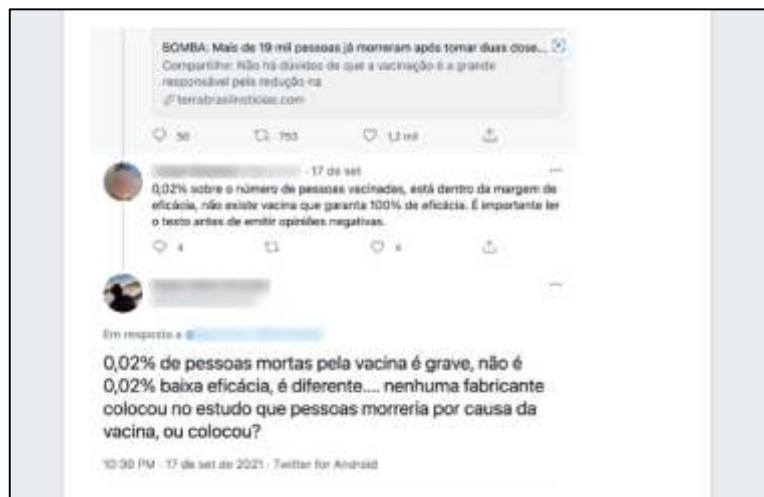 BOMBA: Mais de 19 mil pessoas já morreram após tomar duas dose...
Compartilhe: Não há dúvidas de que a vacinação é a grande
responsável pela redução na
terrabrasilnoticias.com
50 753 1,2 mil
· 17 de set
0,02% sobre o número de pessoas vacinadas, está dentro da margem de
eficácia, não existe vacina que garanta 100% de eficácia. É importante ler
o texto antes de emitir opiniões negativas.
4 4
Em resposta a @
0,02% de pessoas mortas pela vacina é grave, não é
0,02% baixa eficácia, é diferente.... nenhuma fabricante
colocou no estudo que pessoas morreria por causa da
vacina, ou colocou?
10:30 PM · 17 de set de 2021 · Twitter for Android